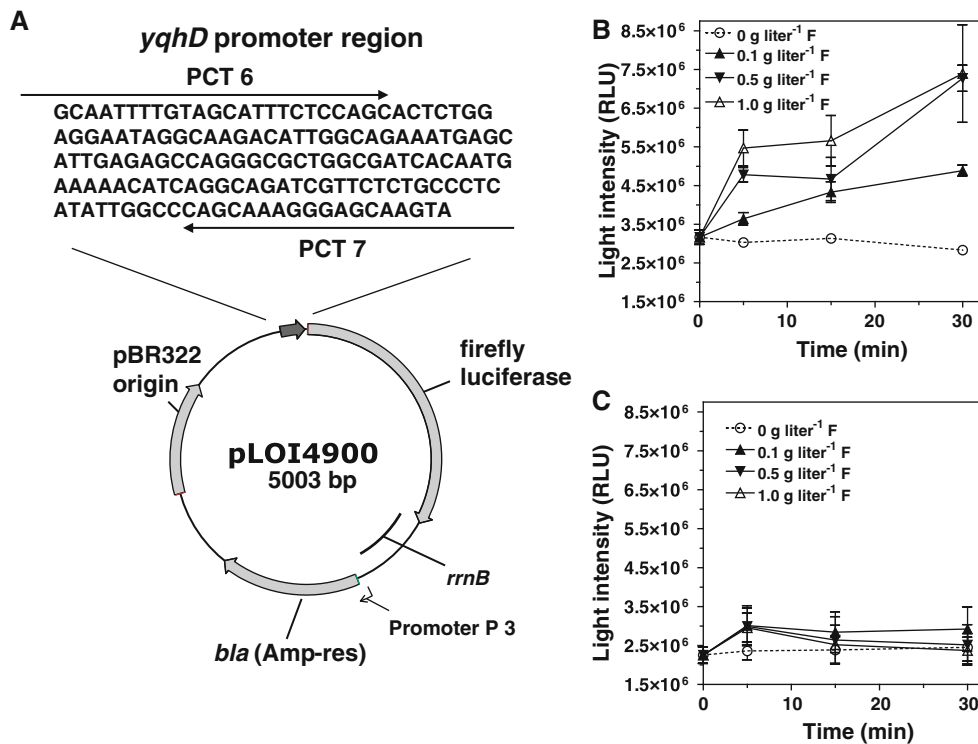 A
yqhD promoter region
PCT 6
GCAATTTTGTAGCATTTCTCCAGCACTCTGG
AGGAATAGGCAAGACATTGGCAGAAATGAGC
ATTGAGAGCCAGGGCGCTGGCGATCACAATG
AAAAACATCAGGCAGATCGTTCTCTGCCCTC
ATATTGGCCCAGCAAAGGGAGCAAGTA
PCT 7
pBR322
origin
firefly
luciferase
pLOI4900
5003 bp
rrnB
Promoter P 3
bla (Amp-res)
B
Light intensity (RLU)
8.5×10⁶
7.5×10⁶
6.5×10⁶
5.5×10⁶
4.5×10⁶
3.5×10⁶
2.5×10⁶
1.5×10⁶
0 g liter⁻¹ F
0.1 g liter⁻¹ F
0.5 g liter⁻¹ F
1.0 g liter⁻¹ F
0 10 20 30
Time (min)
C
Light intensity (RLU)
8.5×10⁶
7.5×10⁶
6.5×10⁶
5.5×10⁶
4.5×10⁶
3.5×10⁶
2.5×10⁶
1.5×10⁶
0 g liter⁻¹ F
0.1 g liter⁻¹ F
0.5 g liter⁻¹ F
1.0 g liter⁻¹ F
0 10 20 30
Time (min)